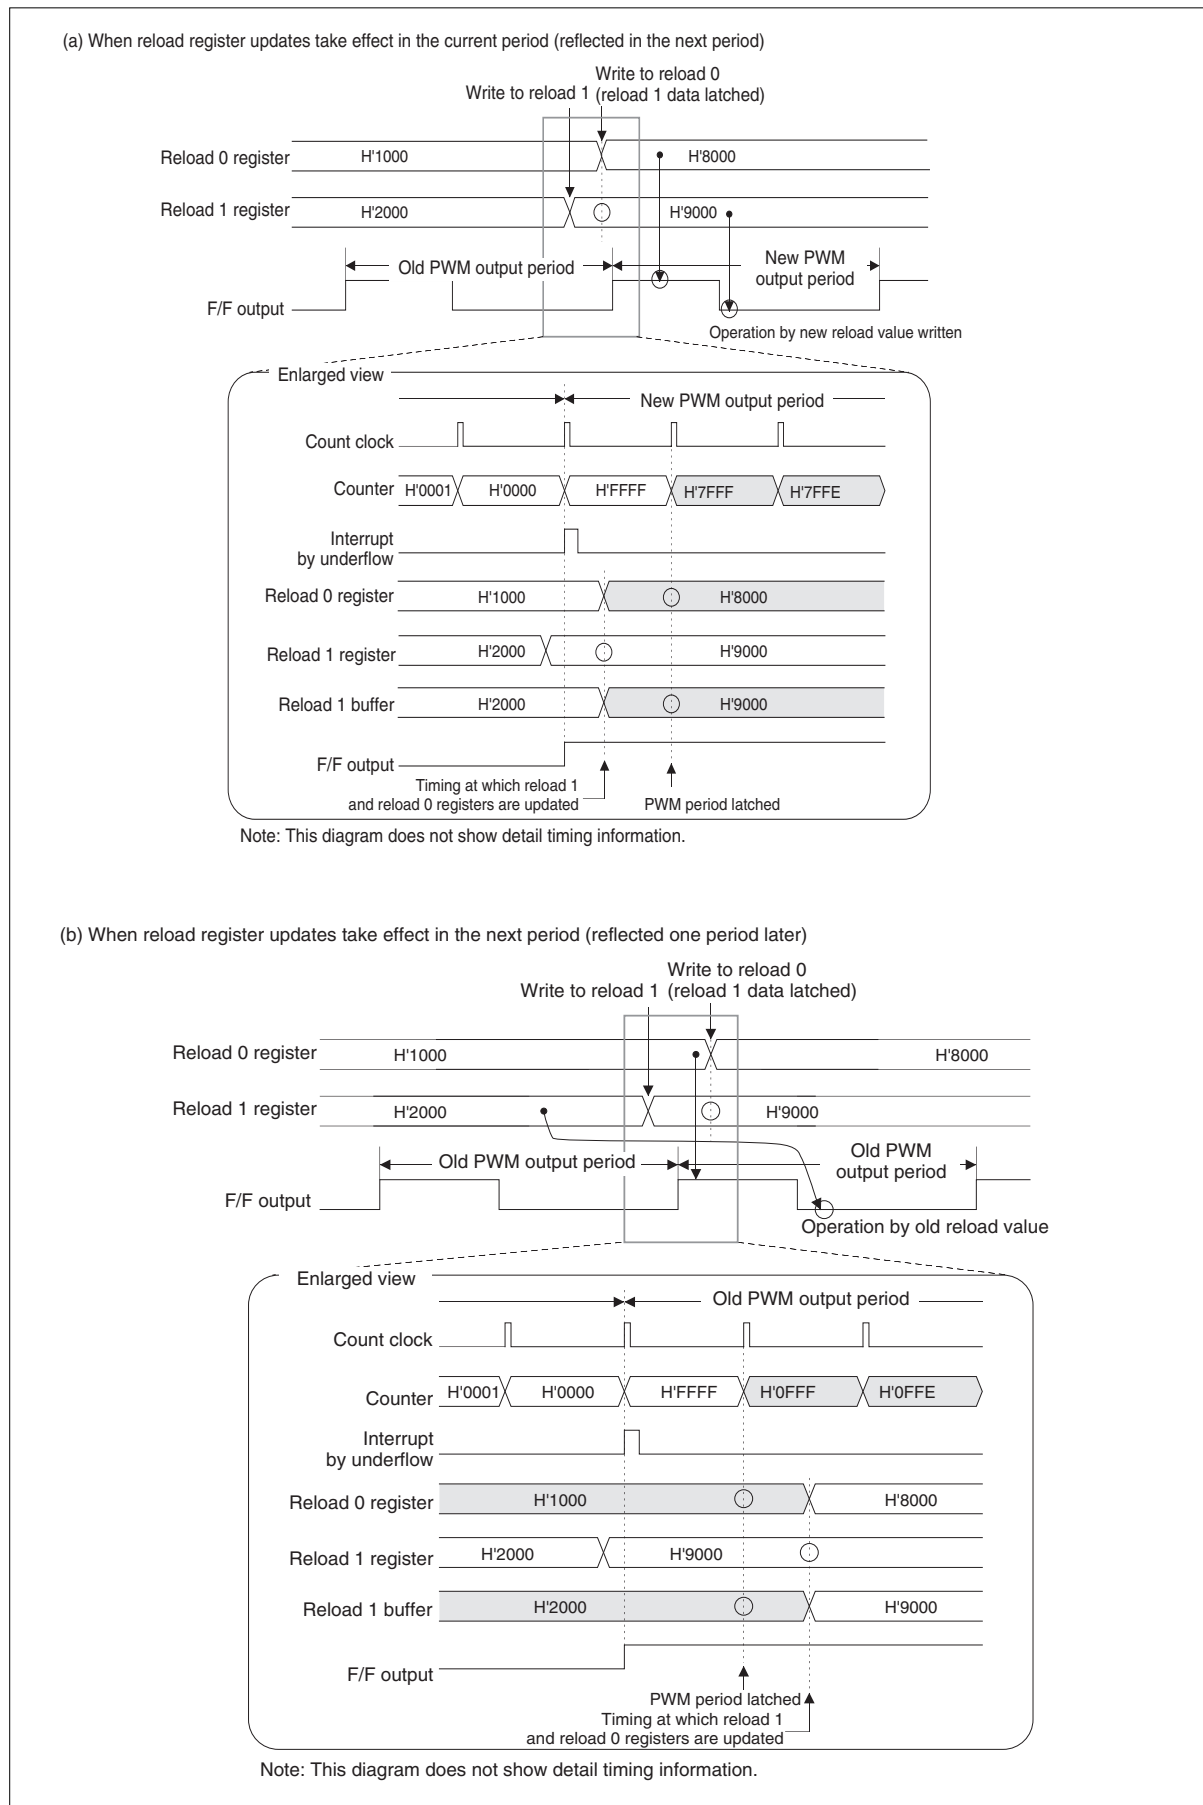 (a) When reload register updates take effect in the current period (reflected in the next period)
Write to reload 0
Write to reload 1 (reload 1 data latched)
Reload 0 register H'1000 H'8000
Reload 1 register H'2000 H'9000
Old PWM output period
New PWM
output period
F/F output
Operation by new reload value written
Enlarged view
New PWM output period
Count clock
Counter H'0001 H'0000 H'FFFF H'7FFF H'7FFE
Interrupt
by underflow
Reload 0 register H'1000 H'8000
Reload 1 register H'2000 H'9000
Reload 1 buffer H'2000 H'9000
F/F output
Timing at which reload 1
and reload 0 registers are updated
PWM period latched
Note: This diagram does not show detail timing information.
(b) When reload register updates take effect in the next period (reflected one period later)
Write to reload 0
Write to reload 1 (reload 1 data latched)
Reload 0 register H'1000 H'8000
Reload 1 register H'2000 H'9000
Old PWM output period
Old PWM
output period
F/F output
Operation by old reload value
Enlarged view
Old PWM output period
Count clock
Counter H'0001 H'0000 H'FFFF H'0FFF H'0FFE
Interrupt
by underflow
Reload 0 register H'1000 H'8000
Reload 1 register H'2000 H'9000
Reload 1 buffer H'2000 H'9000
F/F output
PWM period latched
Timing at which reload 1
and reload 0 registers are updated
Note: This diagram does not show detail timing information.